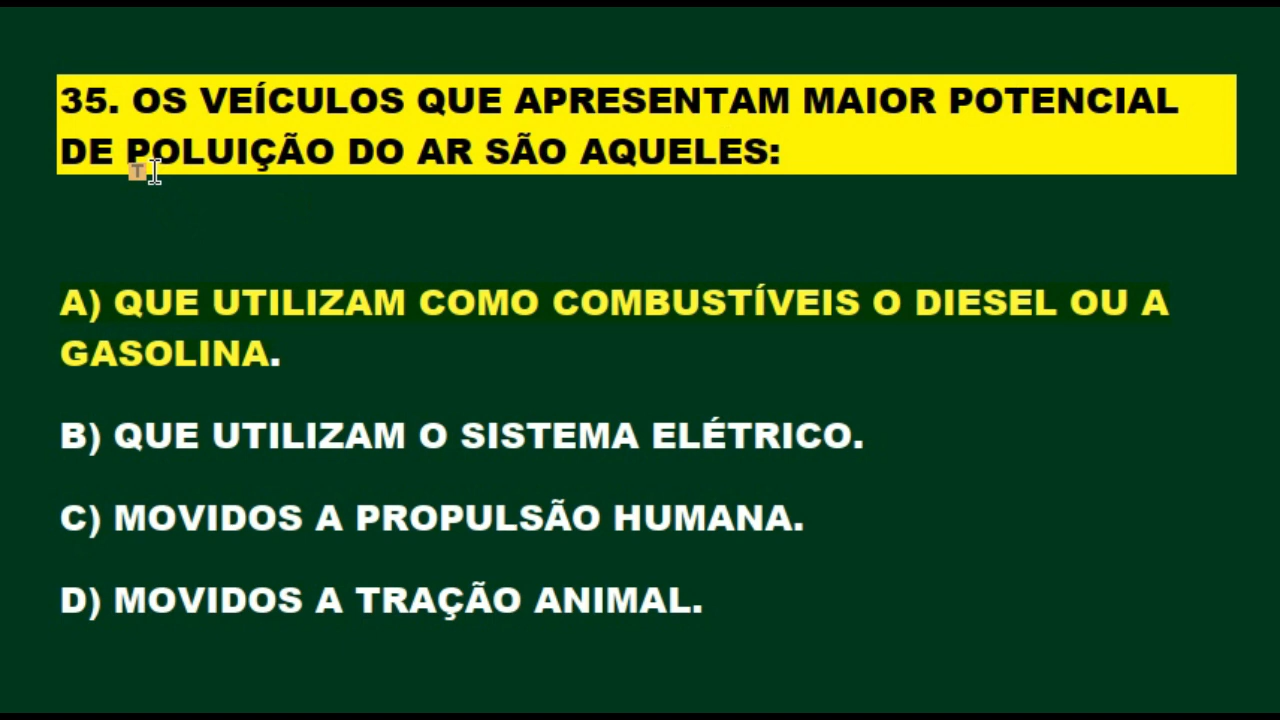 35. OS VEÍCULOS QUE APRESENTAM MAIOR POTENCIAL
DE POLUIÇÃO DO AR SÃO AQUELES:
T
A) QUE UTILIZAM COMO COMBUSTÍVEIS O DIESEL OU A
GASOLINA.
B) QUE UTILIZAM O SISTEMA ELÉTRICO.
C) MOVIDOS A PROPULSÃO HUMANA.
D) MOVIDOS A TRAÇÃO ANIMAL.